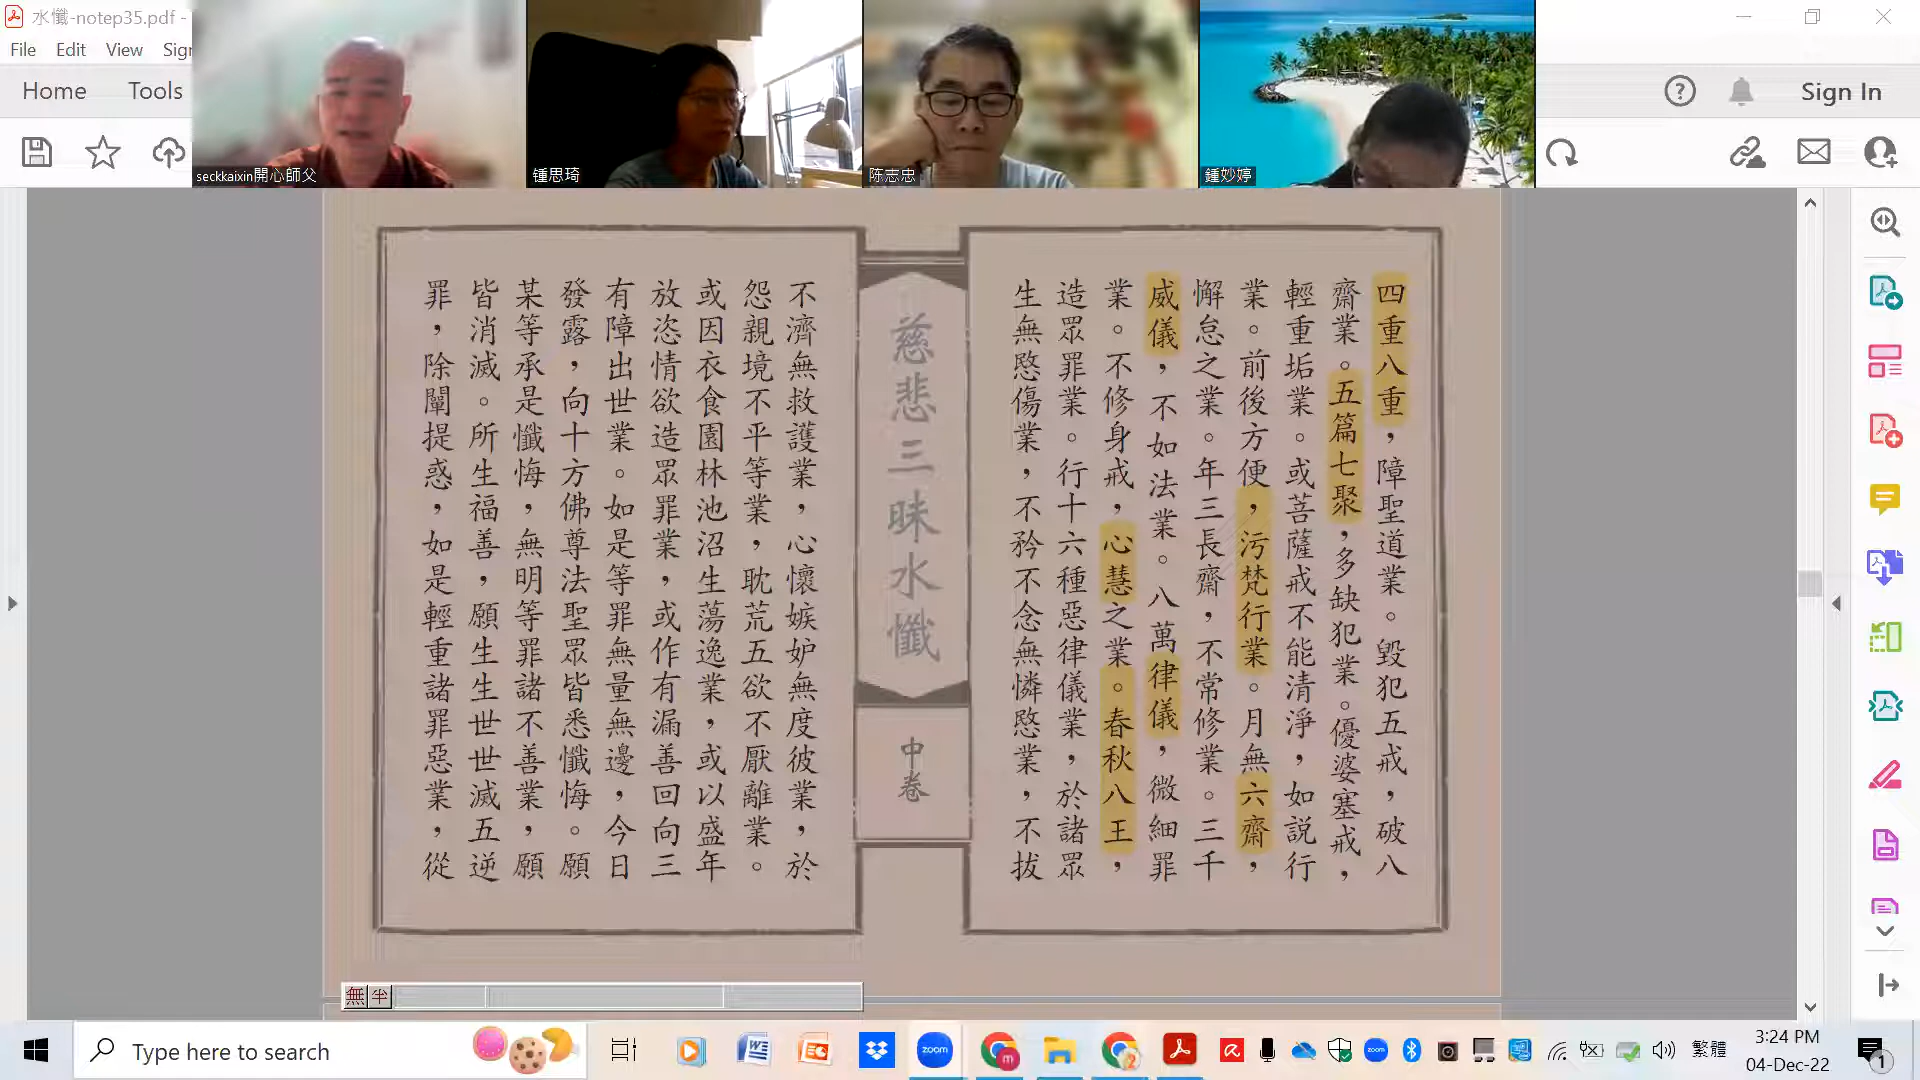 水懺-notep35.pdf -
File Edit View Sign
Home Tools
Sign In
seckkaixin開心師父
锺思琦
陈志忠
鍾妙婷
四重八重，障聖道業。毀犯五戒，破八
齋業。五篇七聚，多缺犯業。優婆塞戒，
輕重垢業。或菩薩戒不能清淨，如說行
業。前後方便，污梵行業。月無六齋，
懈怠之業。年三長齋，不常修業。三千
威儀，不如法業。八萬律儀，微細罪
業。不修身戒，心慧之業。春秋八王，
造眾罪業。行十六種惡律儀業，於諸眾
生無愍傷業，不矜不念無憐愍業，不拔
慈悲三昧水懺
中卷
不濟無救護業，心懷嫉妒無度彼業，於
怨親境不平等業，耽荒五欲不厭離業。
或因衣食園林池沼生蕩逸業，或以盛年
放恣情欲造眾罪業，或作有漏善回向三
有障出世業。如是等罪無量無邊，今日
發露，向十方佛尊法聖眾皆悉懺悔。願
某等承是懺悔，無明等罪諸不善業，願
皆消滅。所生福善，願生生世世滅五逆
罪，除闡提惑，如是輕重諸罪惡業，從
無半
Type here to search
zoom
zoom
繁體
3:24 PM
04-Dec-22
1